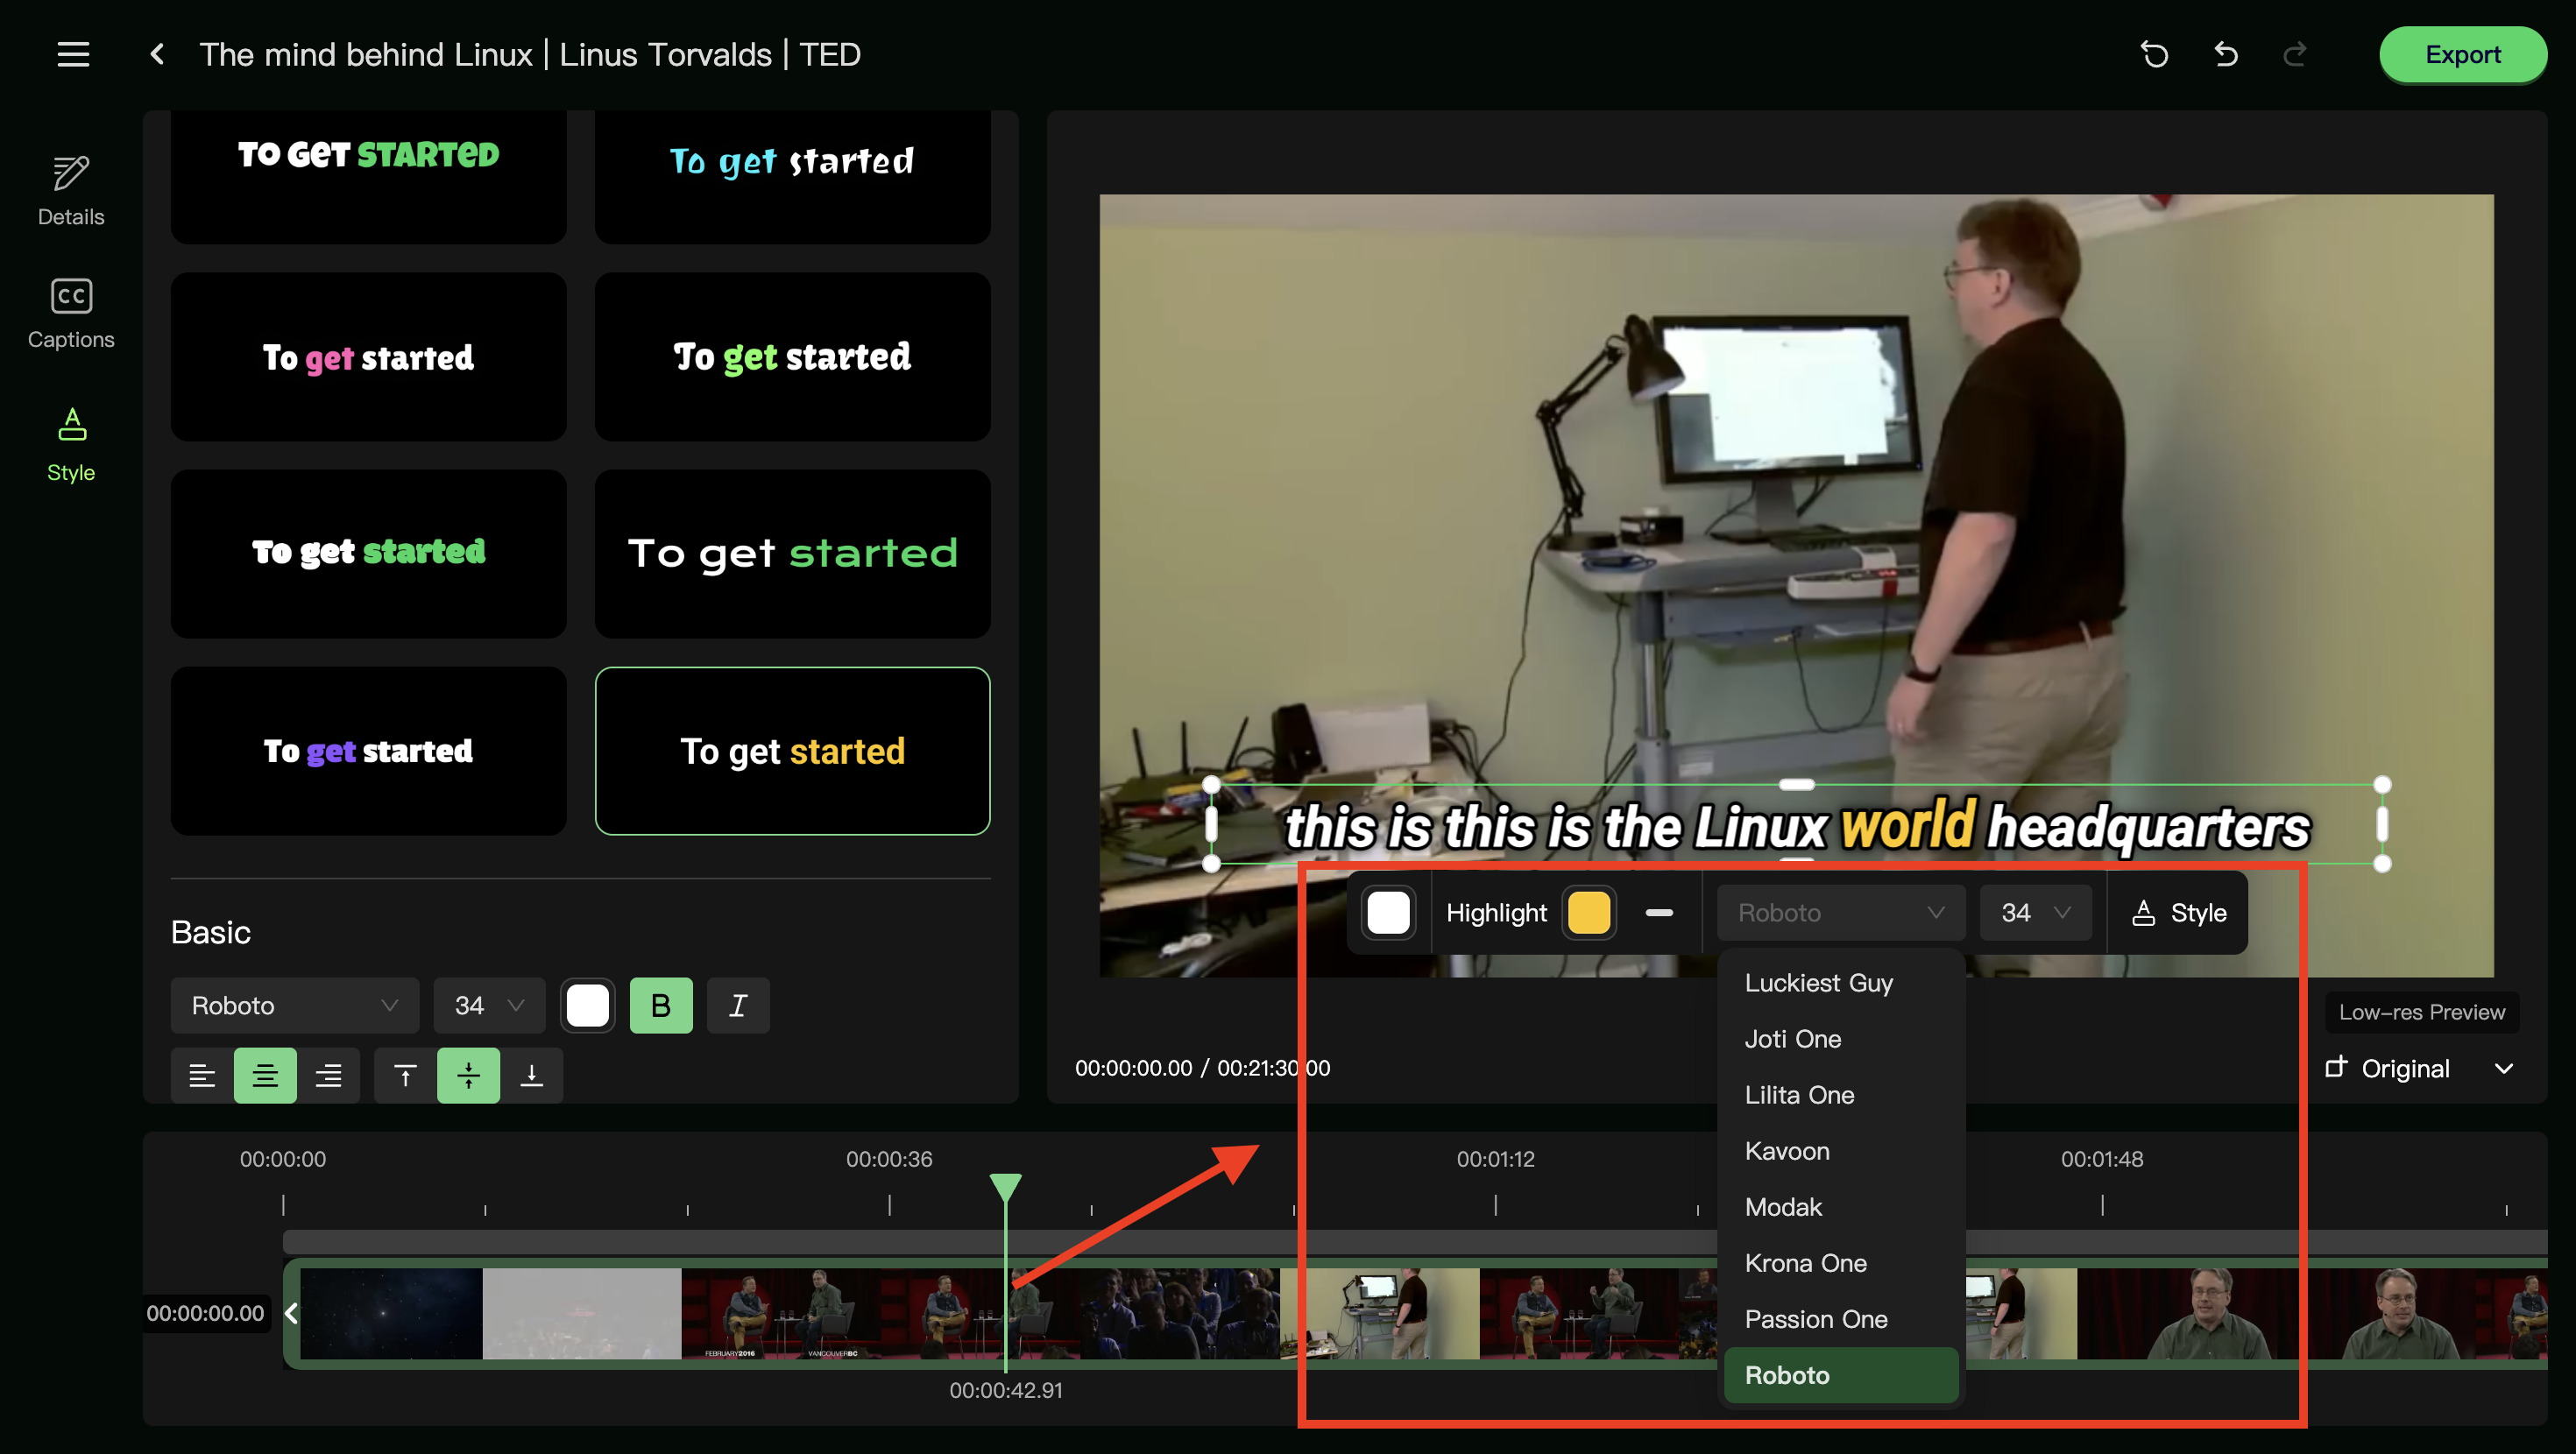 The mind behind Linux | Linus Torvalds | TED
Export
Details
Captions
Style
To Get STARTED
To get started
To get started
To get started
To get started
To get started
To get started
To get started
Basic
Roboto
34
B
I
this is this is the Linux world headquarters
Highlight
Roboto
34
Style
Luckiest Guy
Joti One
Lilita One
Kavoon
Modak
Krona One
Passion One
Roboto
Low-res Preview
00:00:00.00 / 00:21:30.00
Original
00:00:00
00:00:36
00:01:12
00:01:48
00:00:00.00
FEBRUARY2016
VANCOUVERBC
00:00:42.91